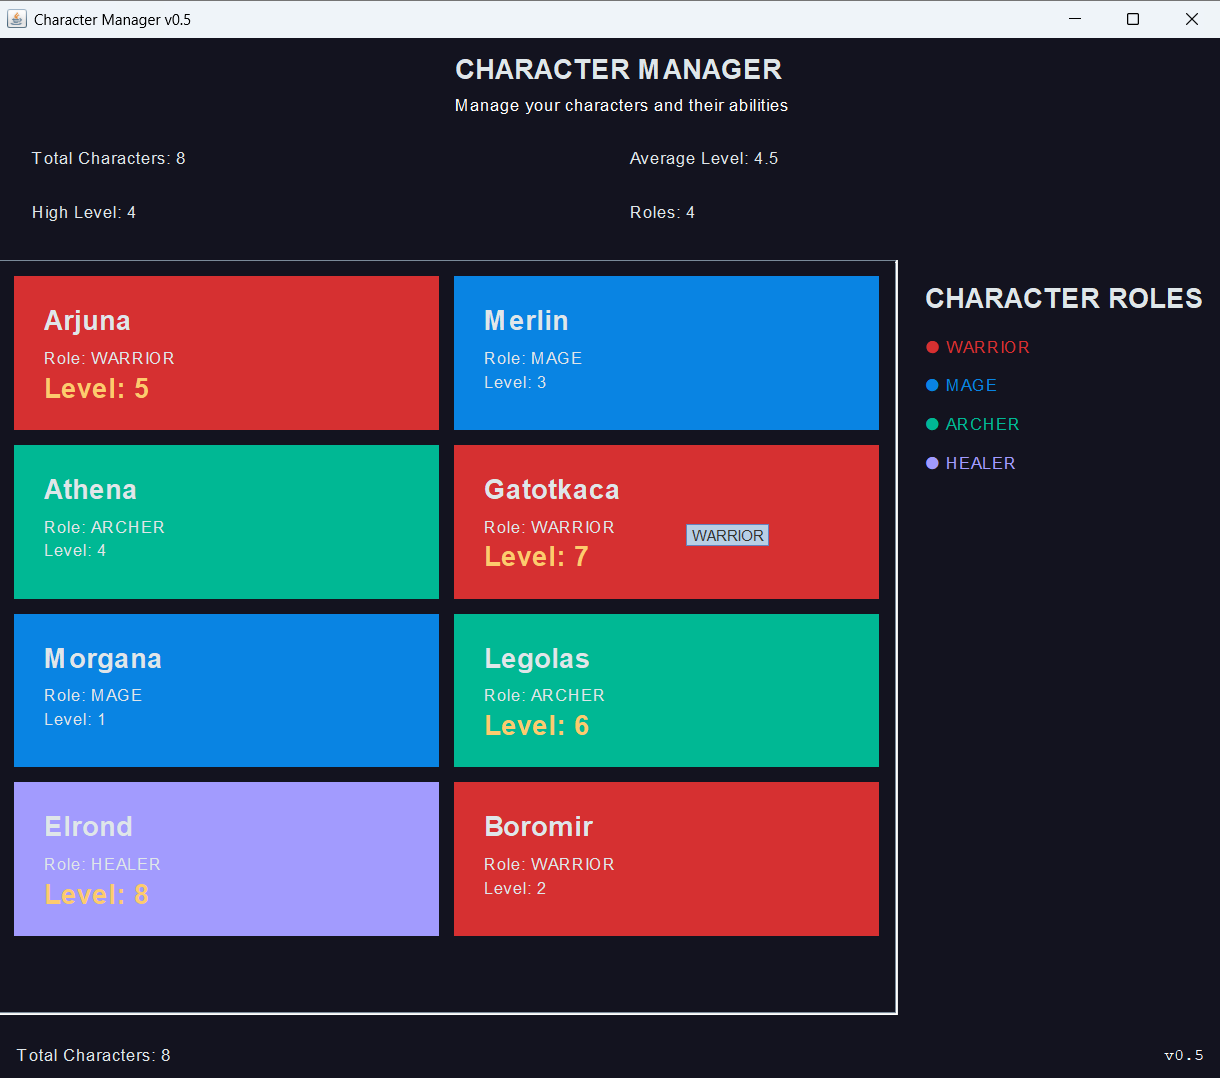 Character Manager v0.5
CHARACTER MANAGER
Manage your characters and their abilities
Total Characters: 8
Average Level: 4.5
High Level: 4
Roles: 4
Arjuna
Role: WARRIOR
Level: 5
Merlin
Role: MAGE
Level: 3
Athena
Role: ARCHER
Level: 4
Gatotkaca
Role: WARRIOR
Level: 7
WARRIOR
Morgana
Role: MAGE
Level: 1
Legolas
Role: ARCHER
Level: 6
Elrond
Role: HEALER
Level: 8
Boromir
Role: WARRIOR
Level: 2
CHARACTER ROLES
● WARRIOR
● MAGE
● ARCHER
● HEALER
Total Characters: 8
v0.5